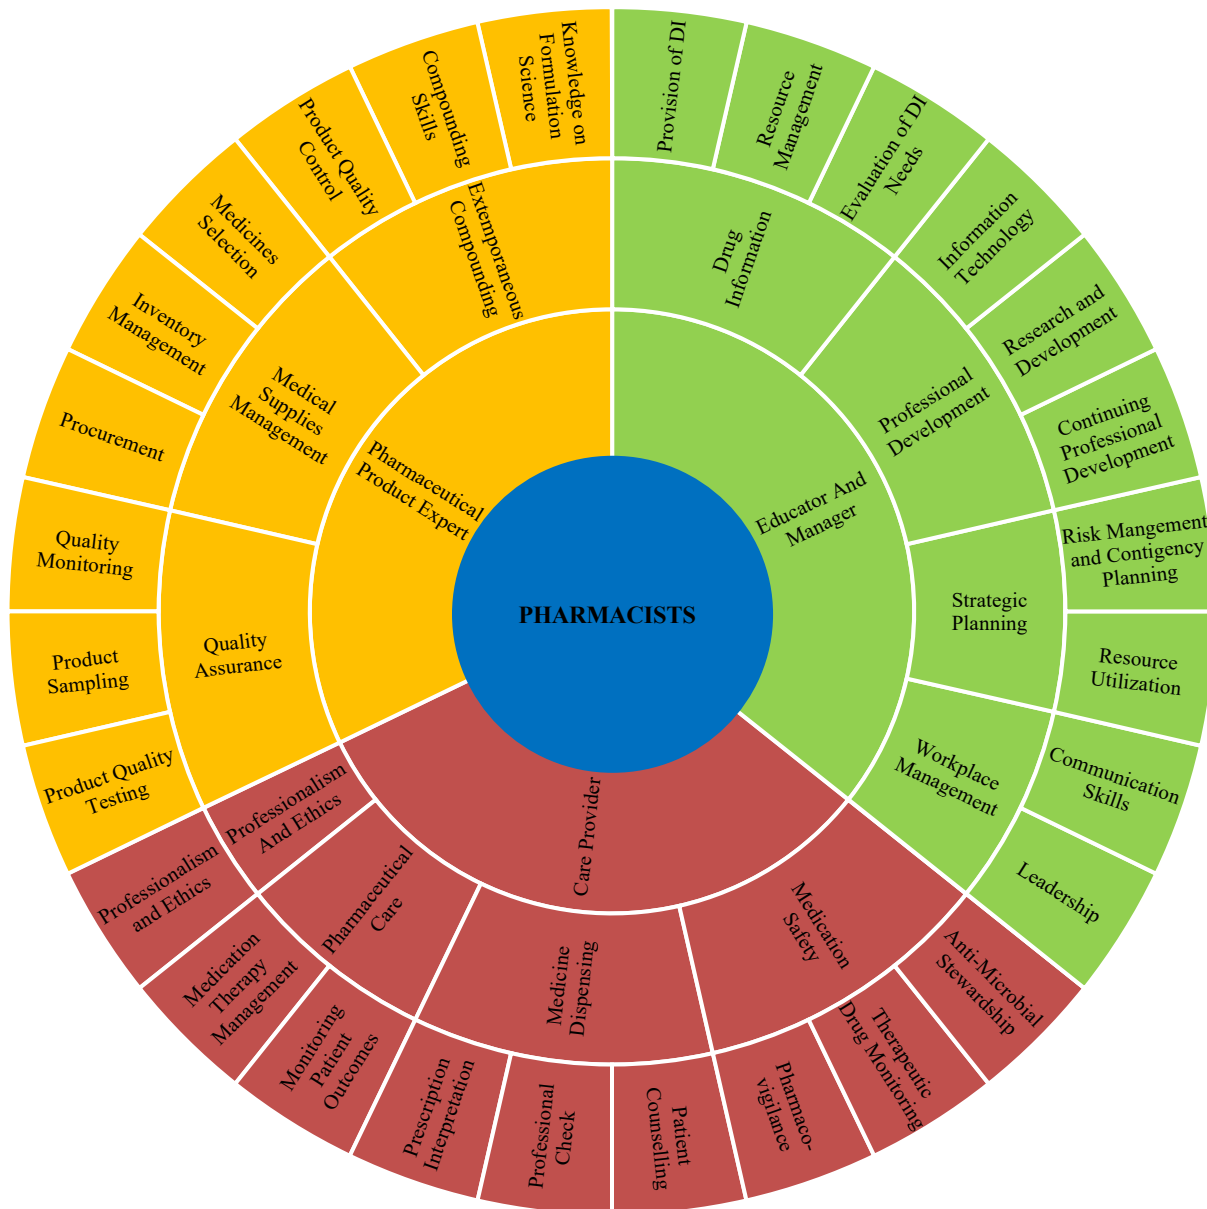 PHARMACISTS
Educator And
Manager
Drug
Information
Provision of DI
Resource
Management
Evaluation of DI
Needs
Professional
Development
Information
Technology
Research and
Development
Continuing
Professional
Development
Strategic
Planning
Risk Mangement
and Contigency
Planning
Resource
Utilization
Workplace
Management
Communication
Skills
Leadership
Care Provider
Medication
Safety
Anti-Microbial
Stewardship
Therapeutic
Drug Monitoring
Pharmaco-
vigilance
Medicine
Dispensing
Patient
Counselling
Professional
Check
Prescription
Interpretation
Pharmaceutical
Care
Monitoring
Patient
Outcomes
Medication
Therapy
Management
Professionalism
And Ethics
Professionalism
and Ethics
Pharmaceutical
Product Expert
Quality
Assurance
Product Quality
Testing
Product
Sampling
Quality
Monitoring
Medical
Supplies
Management
Procurement
Inventory
Management
Medicines
Selection
Extemporaneous
Compounding
Product Quality
Control
Compounding
Skills
Knowledge on
Formulation
Science